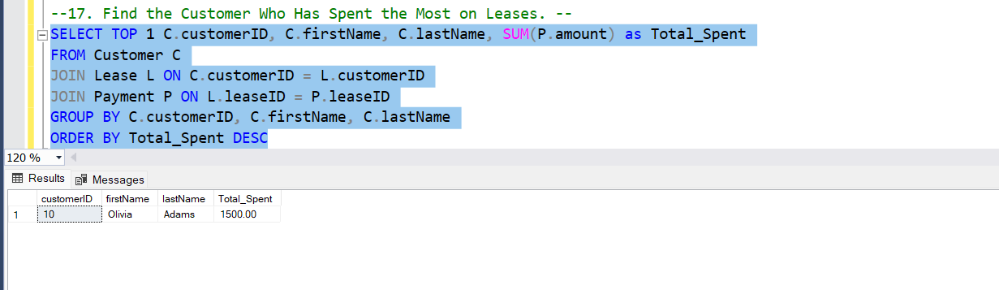 --17. Find the Customer Who Has Spent the Most on Leases. --
SELECT TOP 1 C.customerID, C.firstName, C.lastName, SUM(P.amount) as Total_Spent
FROM Customer C
JOIN Lease L ON C.customerID = L.customerID
JOIN Payment P ON L.leaseID = P.leaseID
GROUP BY C.customerID, C.firstName, C.lastName
ORDER BY Total_Spent DESC
120 %
Results Messages
customerID firstName lastName Total_Spent
1 10 Olivia Adams 1500.00